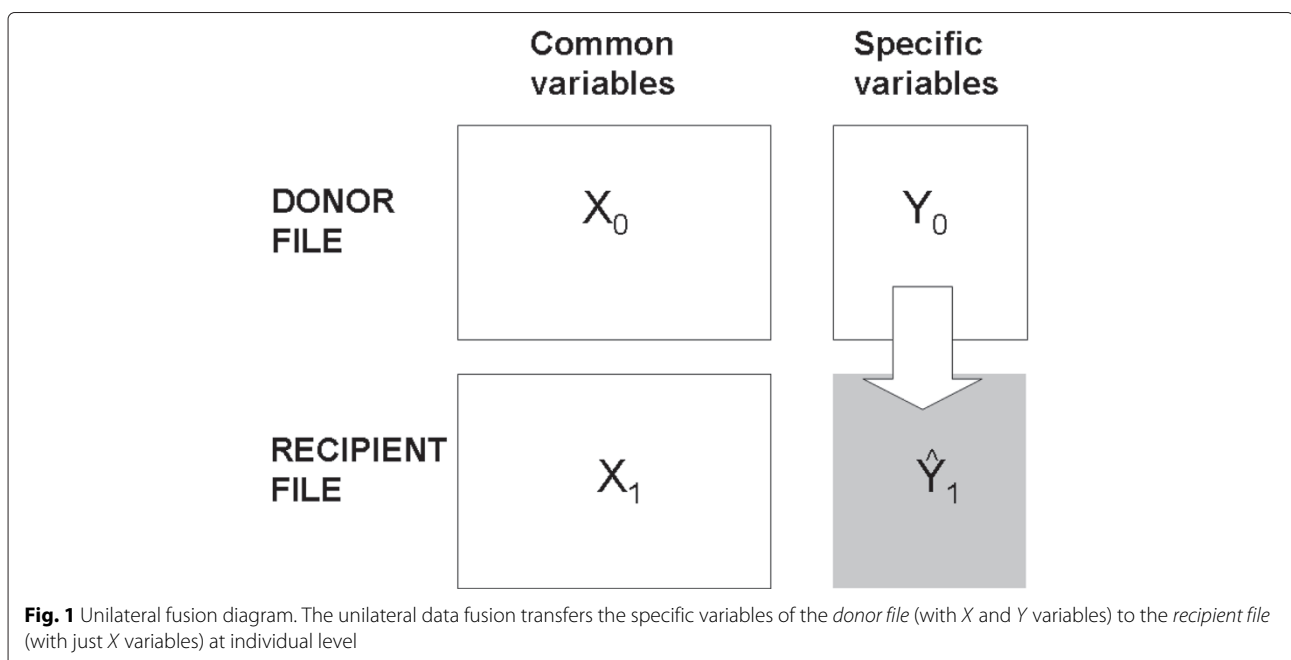 Common Specific
variables variables
DONOR
FILE
X₀ Y₀
RECIPIENT
FILE
X₁ Ŷ₁
Fig. 1 Unilateral fusion diagram. The unilateral data fusion transfers the specific variables of the donor file (with X and Y variables) to the recipient file
(with just X variables) at individual level